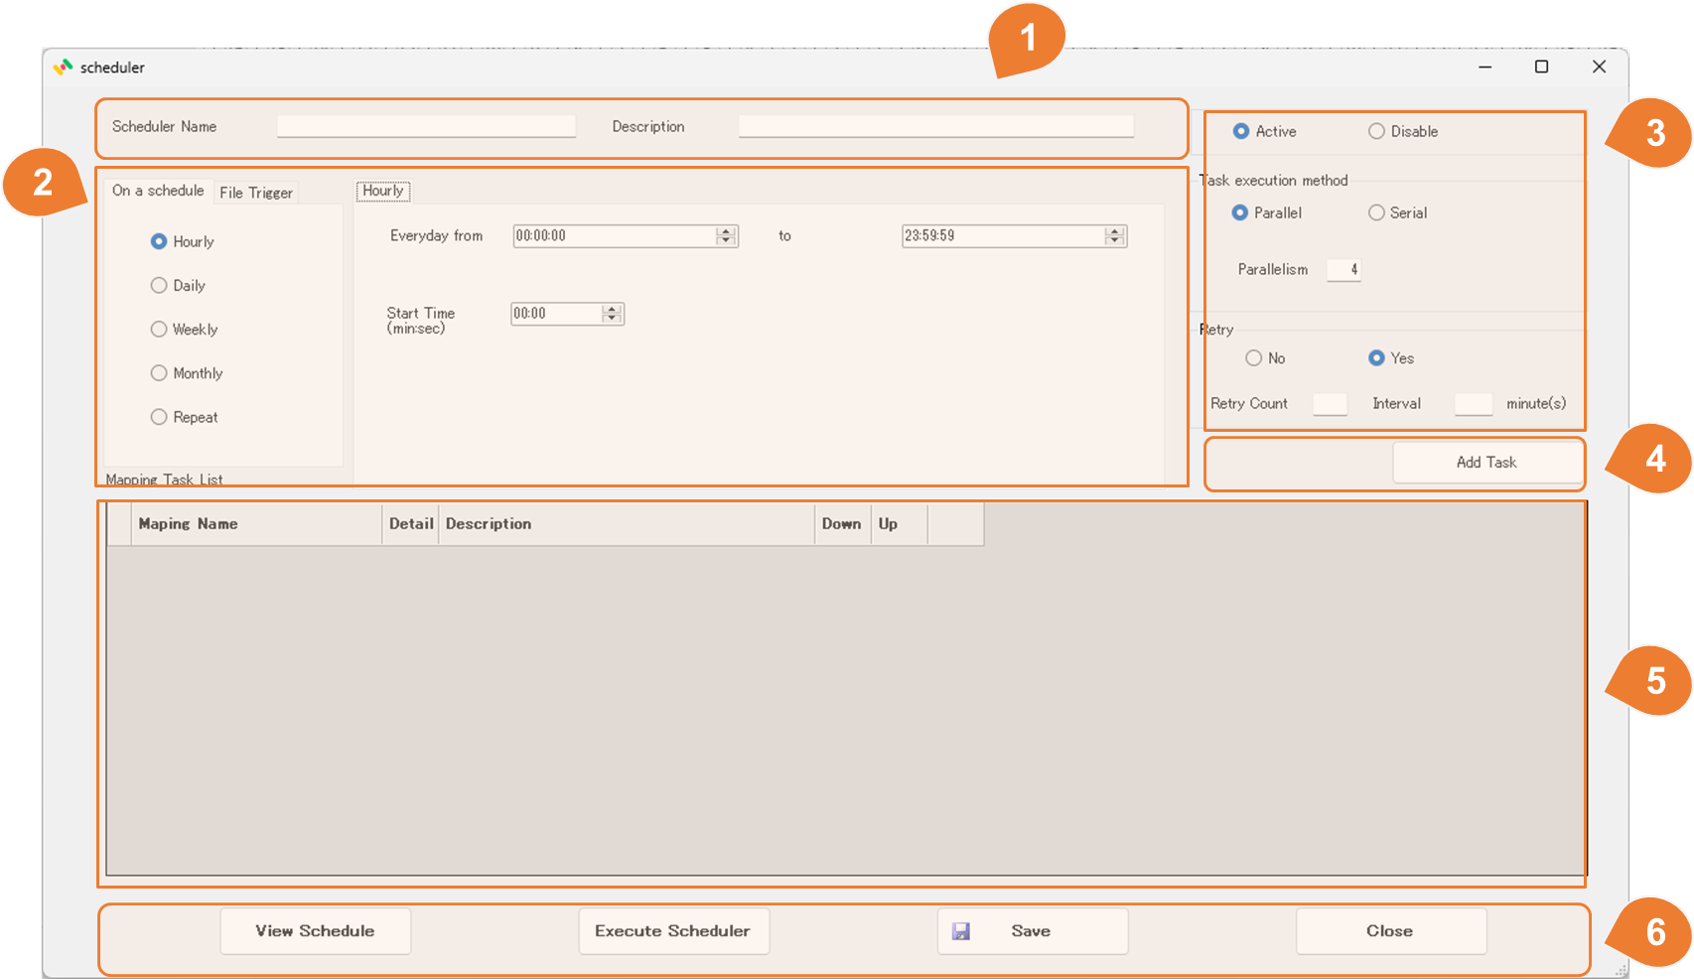 1
scheduler
Scheduler Name
Description
3
Active
Disable
2
On a schedule
File Trigger
Hourly
Task execution method
Parallel
Serial
Everyday from
00:00:00
to
23:59:59
Hourly
Parallelism
4
Daily
Start Time
(min:sec)
00:00
Weekly
Retry
No
Yes
Monthly
Retry Count
Interval
minute(s)
Repeat
4
Add Task
Mapping Task List
Maping Name
Detail
Description
Down
Up
5
View Schedule
Execute Scheduler
Save
Close
6